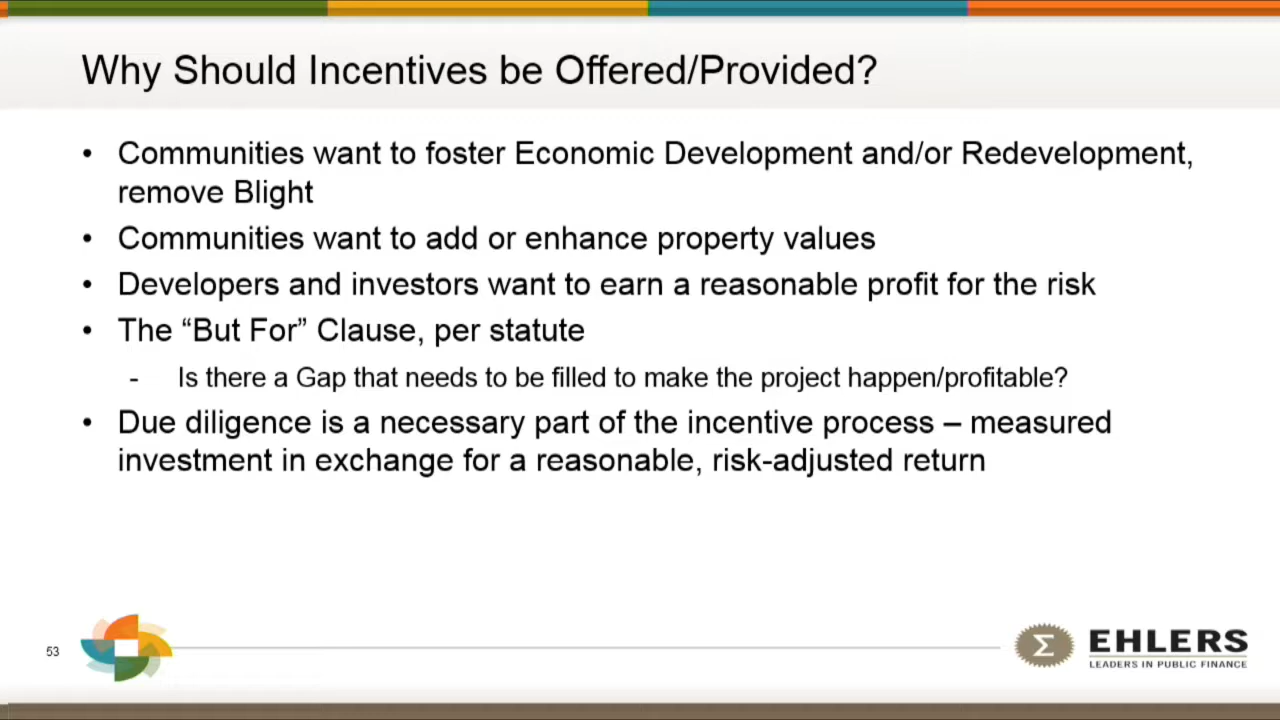 Why Should Incentives be Offered/Provided?
• Communities want to foster Economic Development and/or Redevelopment,
remove Blight
• Communities want to add or enhance property values
• Developers and investors want to earn a reasonable profit for the risk
• The “But For” Clause, per statute
- Is there a Gap that needs to be filled to make the project happen/profitable?
• Due diligence is a necessary part of the incentive process – measured
investment in exchange for a reasonable, risk-adjusted return
53
Σ
EHLERS
LEADERS IN PUBLIC FINANCE